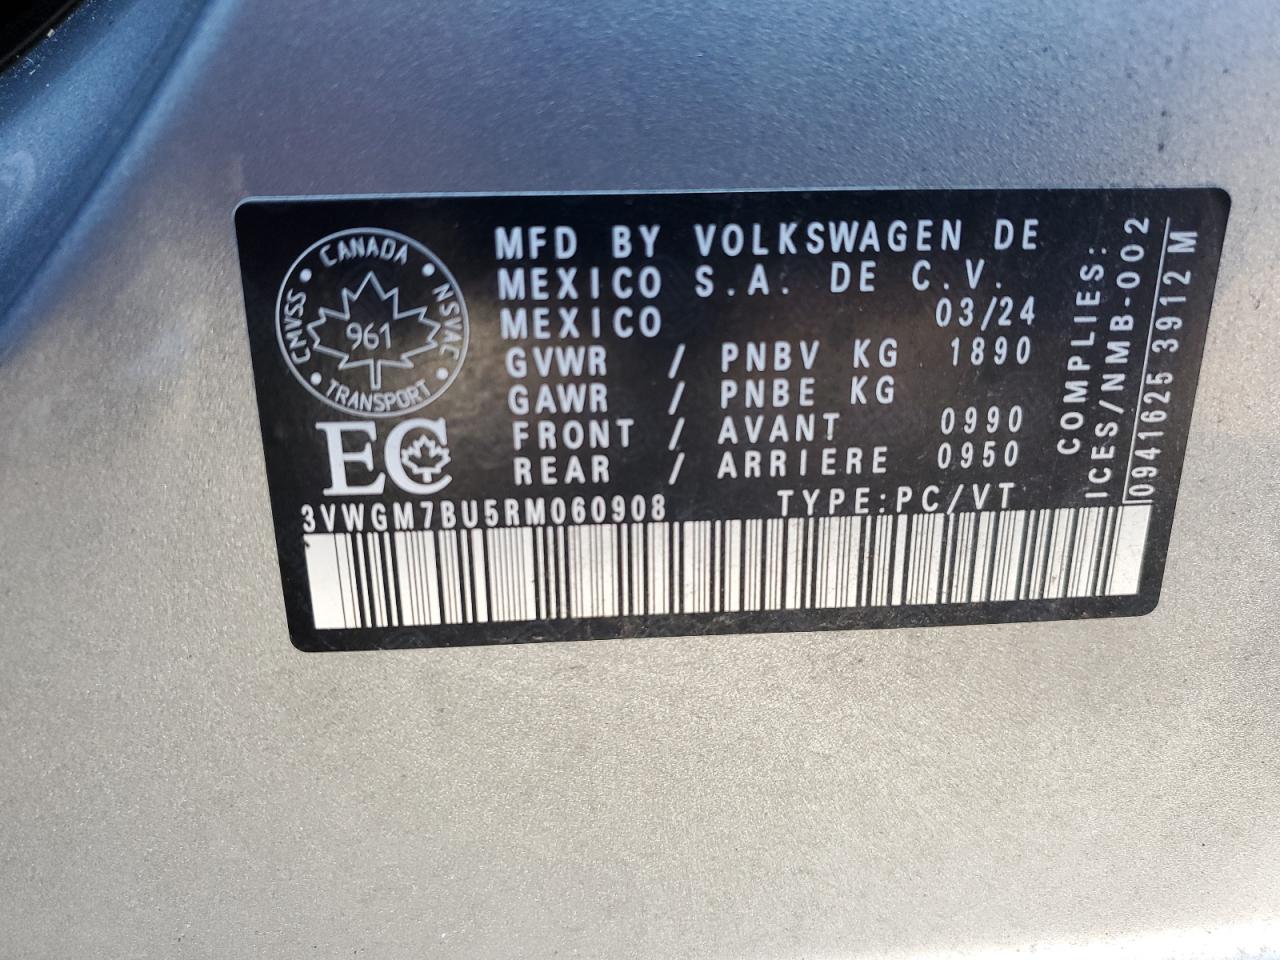 CANADA
CMVSS NSVAC
961
TRANSPORT
EC
MFD BY VOLKSWAGEN DE
MEXICO S.A. DE C.V.
MEXICO 03/24
GVWR / PNBV KG 1890
GAWR / PNBE KG
FRONT / AVANT 0990
REAR / ARRIERE 0950
3VWGM7BU5RM060908 TYPE:PC/VT
COMPLIES:
ICES/NMB-002
0941625 3912 M